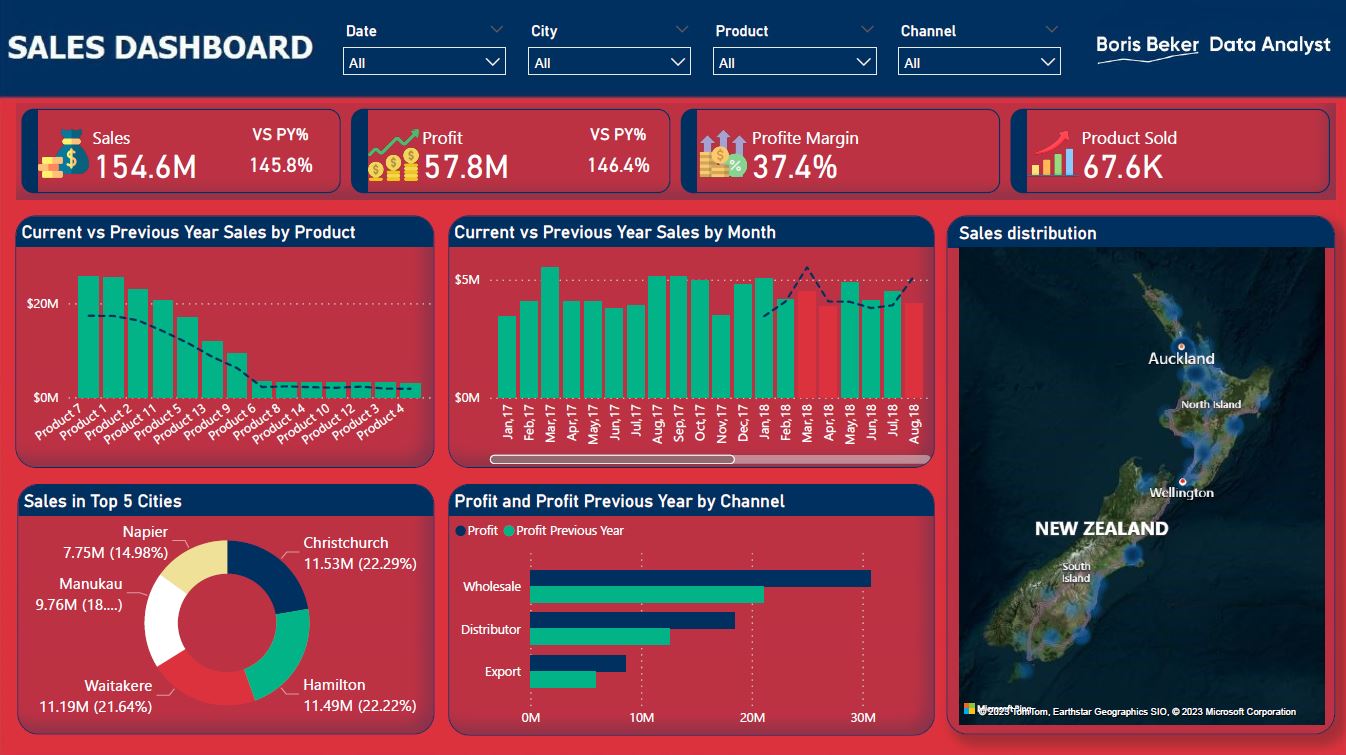 SALES DASHBOARD
Date
All
City
All
Product
All
Channel
All
Boris Beker Data Analyst
Sales
154.6M
VS PY%
145.8%
Profit
57.8M
VS PY%
146.4%
Profite Margin
37.4%
Product Sold
67.6K
Current vs Previous Year Sales by Product
$20M
$0M
Product 7
Product 1
Product 2
Product 11
Product 5
Product 13
Product 9
Product 6
Product 8
Product 14
Product 10
Product 12
Product 3
Product 4
Current vs Previous Year Sales by Month
$5M
$0M
Jan,17
Feb,17
Mar,17
Apr,17
May,17
Jun,17
Jul,17
Aug,17
Sep,17
Oct,17
Nov,17
Dec,17
Jan,18
Feb,18
Mar,18
Apr,18
May,18
Jun,18
Jul,18
Aug,18
Sales distribution
Auckland
North Island
Wellington
NEW ZEALAND
South
Island
© 2023 TomTom, Earthstar Geographics SIO, © 2023 Microsoft Corporation
Sales in Top 5 Cities
Napier
7.75M (14.98%)
Christchurch
11.53M (22.29%)
Manukau
9.76M (18....)
Waitakere
11.19M (21.64%)
Hamilton
11.49M (22.22%)
Profit and Profit Previous Year by Channel
Profit
Profit Previous Year
Wholesale
Distributor
Export
0M
10M
20M
30M